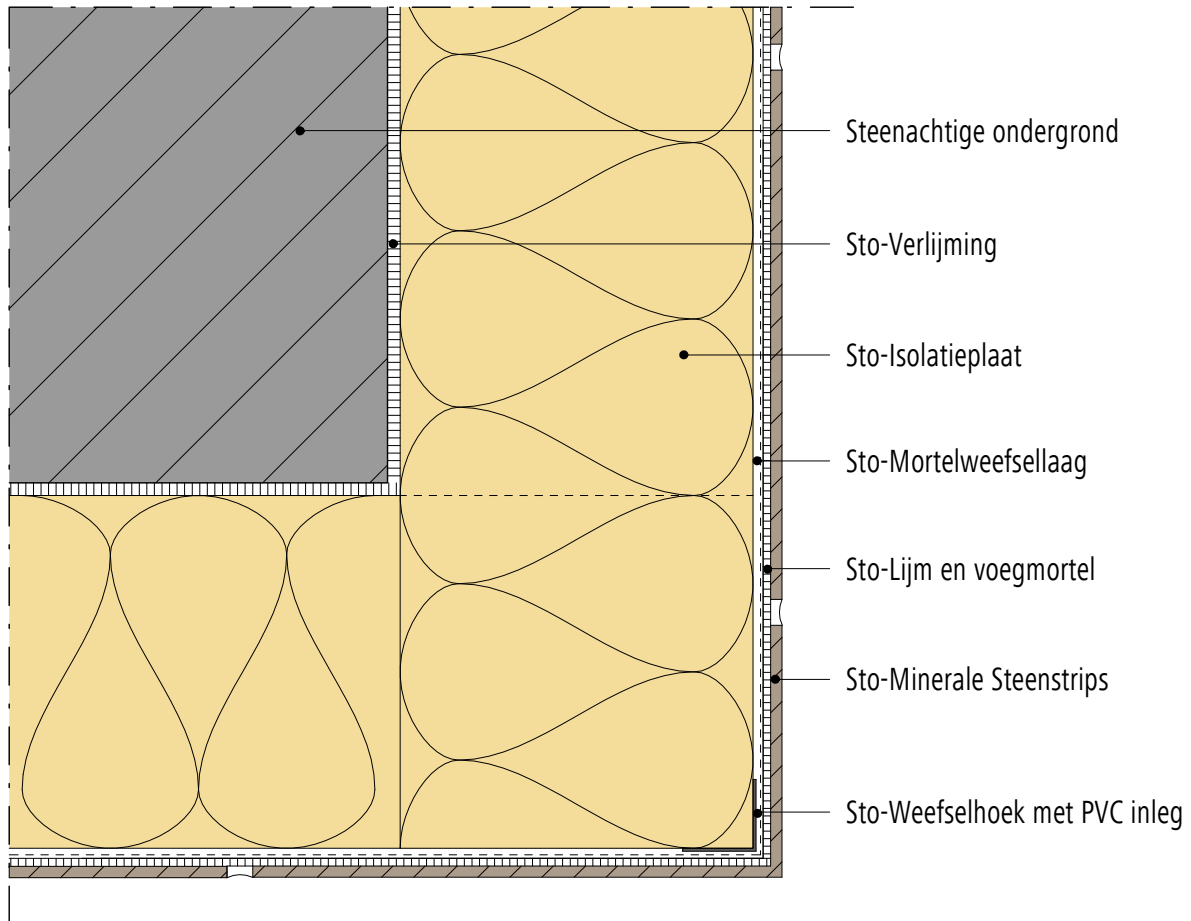 Steenachtige ondergrond
Sto-Verlijming
Sto-Isolatieplaat
Sto-Mortelweefsellaag
Sto-Lijm en voegmortel
Sto-Minerale Steenstrips
Sto-Weefselhoek met PVC inleg